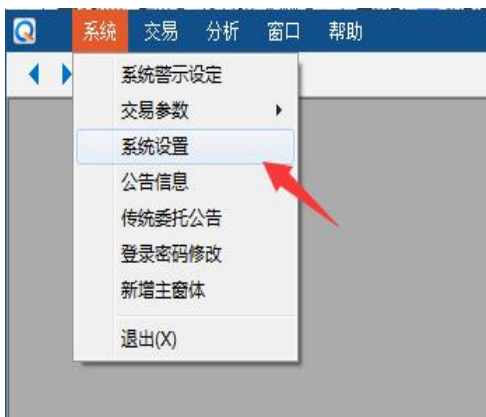 系统 交易 分析 窗口 帮助
系统警示设定
交易参数
系统设置
公告信息
传统委托公告
登录密码修改
新增主窗体
退出(X)